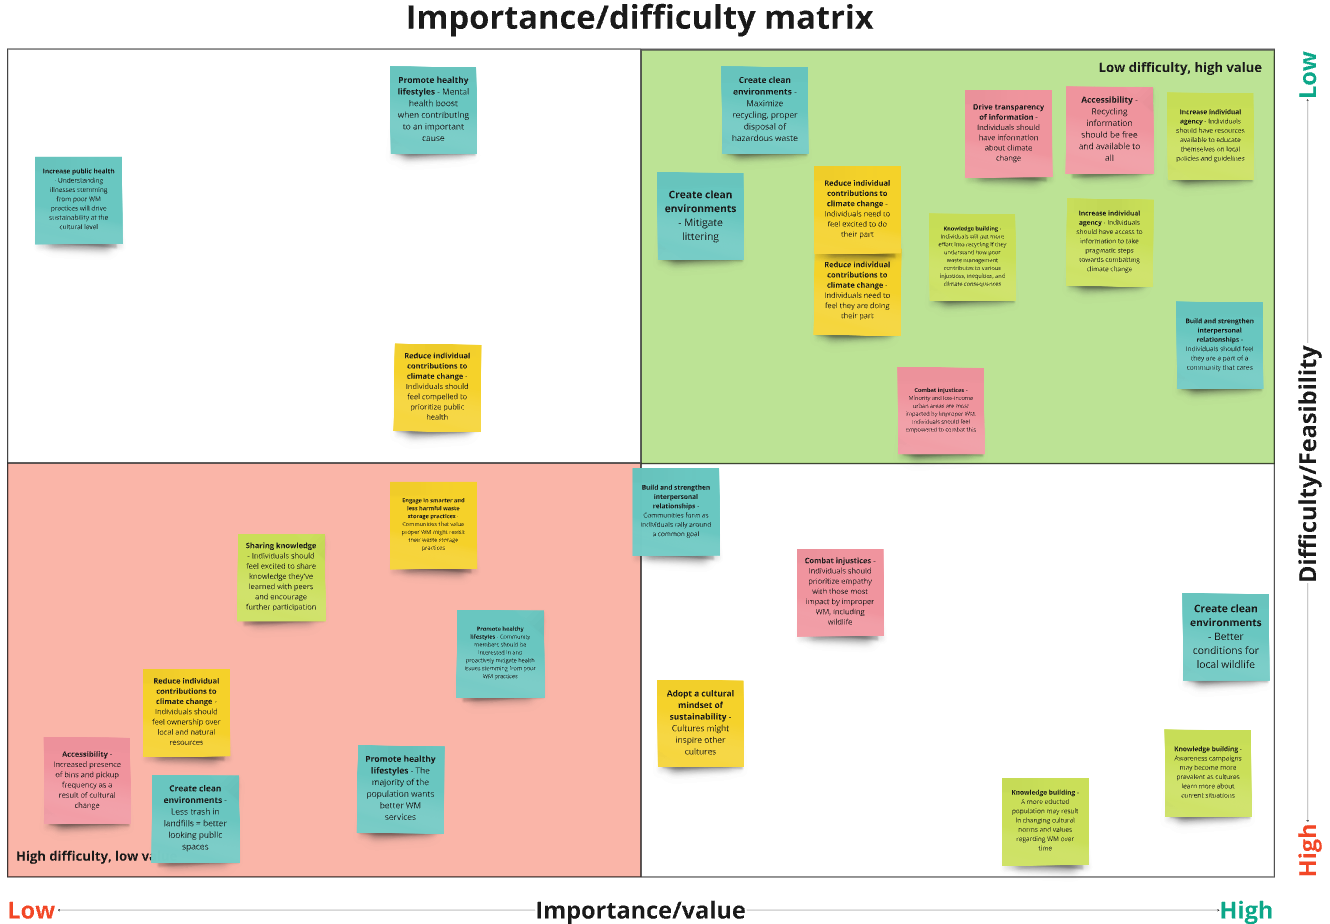 Importance/difficulty matrix
Low difficulty, high value
Promote healthy
lifestyles - Mental
health boost
when contributing
to an important
cause
Increase public health
- Understanding
illnesses stemming
from poor WM
practices will drive
sustainability at the
cultural level
Reduce individual
contributions to
climate change -
Individuals should
feel compelled to
prioritize public
health
Create clean
environments -
Maximize
recycling, proper
disposal of
hazardous waste
Create clean
environments
- Mitigate
littering
Reduce individual
contributions to
climate change -
Individuals need to
feel excited to do
their part
Reduce individual
contributions to
climate change -
Individuals need to
feel they are doing
their part
Drive transparency
of information -
Individuals should
have information
about climate
change
Accessibility -
Recycling
information
should be free
and available to
all
Increase individual
agency - Individuals
should have resources
available to educate
themselves on local
policies and guidelines
Knowledge building -
Individuals will put more
effort into recycling if they
understand how poor
waste management
contributes to various
injustices, inequities, and
climate consequences
Increase individual
agency - Individuals
should have access to
information to take
pragmatic steps
towards combatting
climate change
Build and strengthen
interpersonal
relationships -
Individuals should feel
they are a part of a
community that cares
Combat injustices -
Minority and low-income
urban areas are most
impacted by improper WM.
Individuals should feel
empowered to combat this
Engage in smarter and
less harmful waste
storage practices -
Communities that value
proper WM might revisit
their waste storage
practices
Sharing knowledge
- Individuals should
feel excited to share
knowledge they've
learned with peers
and encourage
further participation
Promote healthy
lifestyles - Community
members should be
interested in and
proactively mitigate health
issues stemming from poor
WM practices
Reduce individual
contributions to
climate change -
Individuals should
feel ownership over
local and natural
resources
Accessibility -
Increased presence
of bins and pickup
frequency as a
result of cultural
change
Create clean
environments -
Less trash in
landfills = better
looking public
spaces
Promote healthy
lifestyles - The
majority of the
population wants
better WM
services
High difficulty, low va
Build and strengthen
interpersonal
relationships -
Communities form as
individuals rally around
a common goal
Combat injustices -
Individuals should
prioritize empathy
with those most
impact by improper
WM, including
wildlife
Create clean
environments
- Better
conditions for
local wildlife
Adopt a cultural
mindset of
sustainability -
Cultures might
inspire other
cultures
Knowledge building -
A more educted
population may result
in changing cultural
norms and values
regarding WM over
time
Knowledge building -
Awareness campaigns
may become more
prevalent as cultures
learn more about
current situations
Low
Difficulty/Feasibility
High
Low
Importance/value
High